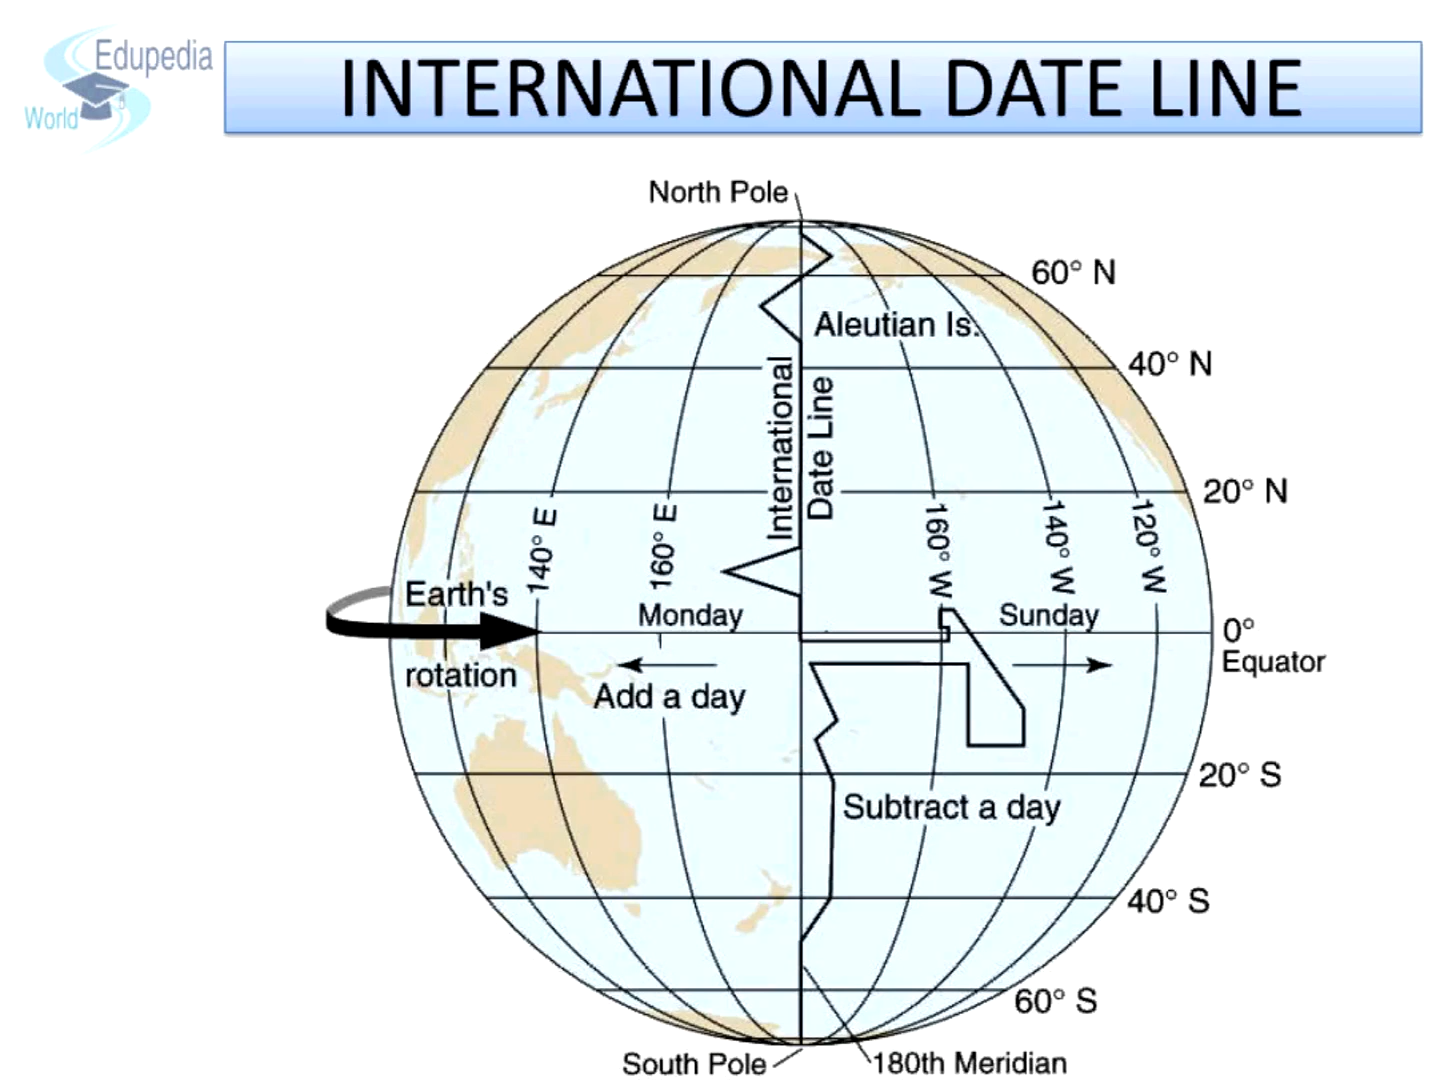 Edupedia
World
INTERNATIONAL DATE LINE
North Pole
60° N
Aleutian Is.
40° N
International
Date Line
20° N
140° E
160° E
160° W
140° W
120° W
Earth's
rotation
Monday
Sunday
0°
Equator
Add a day
20° S
Subtract a day
40° S
60° S
South Pole
180th Meridian